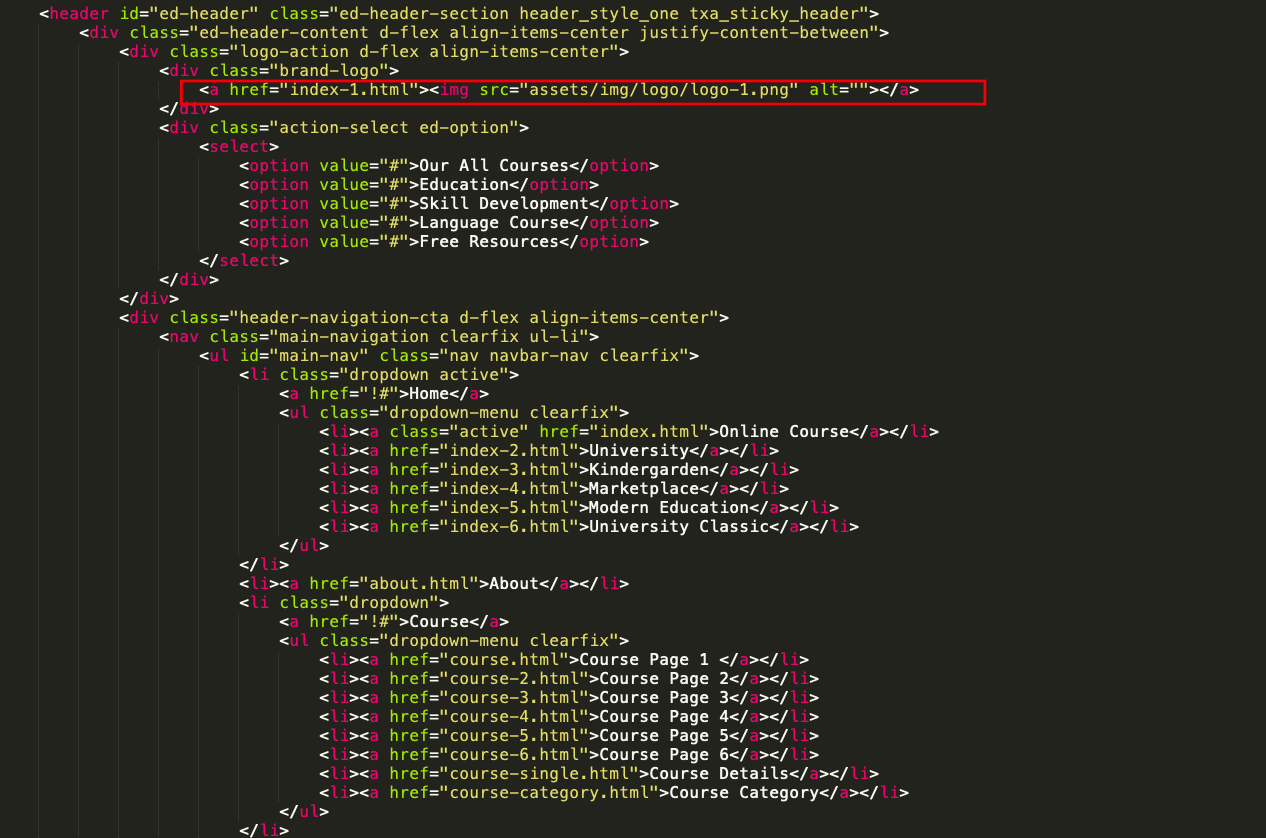 <header id="ed-header" class="ed-header-section header_style_one txa_sticky_header">
<div class="ed-header-content d-flex align-items-center justify-content-between">
<div class="logo-action d-flex align-items-center">
<div class="brand-logo">
<a href="index-1.html"><img src="assets/img/logo/logo-1.png" alt=""></a>
</div>
<div class="action-select ed-option">
<select>
<option value="#">Our All Courses</option>
<option value="#">Education</option>
<option value="#">Skill Development</option>
<option value="#">Language Course</option>
<option value="#">Free Resources</option>
</select>
</div>
</div>
<div class="header-navigation-cta d-flex align-items-center">
<nav class="main-navigation clearfix ul-li">
<ul id="main-nav" class="nav navbar-nav clearfix">
<li class="dropdown active">
<a href="!#">Home</a>
<ul class="dropdown-menu clearfix">
<li><a class="active" href="index.html">Online Course</a></li>
<li><a href="index-2.html">University</a></li>
<li><a href="index-3.html">Kindergarden</a></li>
<li><a href="index-4.html">Marketplace</a></li>
<li><a href="index-5.html">Modern Education</a></li>
<li><a href="index-6.html">University Classic</a></li>
</ul>
</li>
<li><a href="about.html">About</a></li>
<li class="dropdown">
<a href="!#">Course</a>
<ul class="dropdown-menu clearfix">
<li><a href="course.html">Course Page 1 </a></li>
<li><a href="course-2.html">Course Page 2</a></li>
<li><a href="course-3.html">Course Page 3</a></li>
<li><a href="course-4.html">Course Page 4</a></li>
<li><a href="course-5.html">Course Page 5</a></li>
<li><a href="course-6.html">Course Page 6</a></li>
<li><a href="course-single.html">Course Details</a></li>
<li><a href="course-category.html">Course Category</a></li>
</ul>
</li>